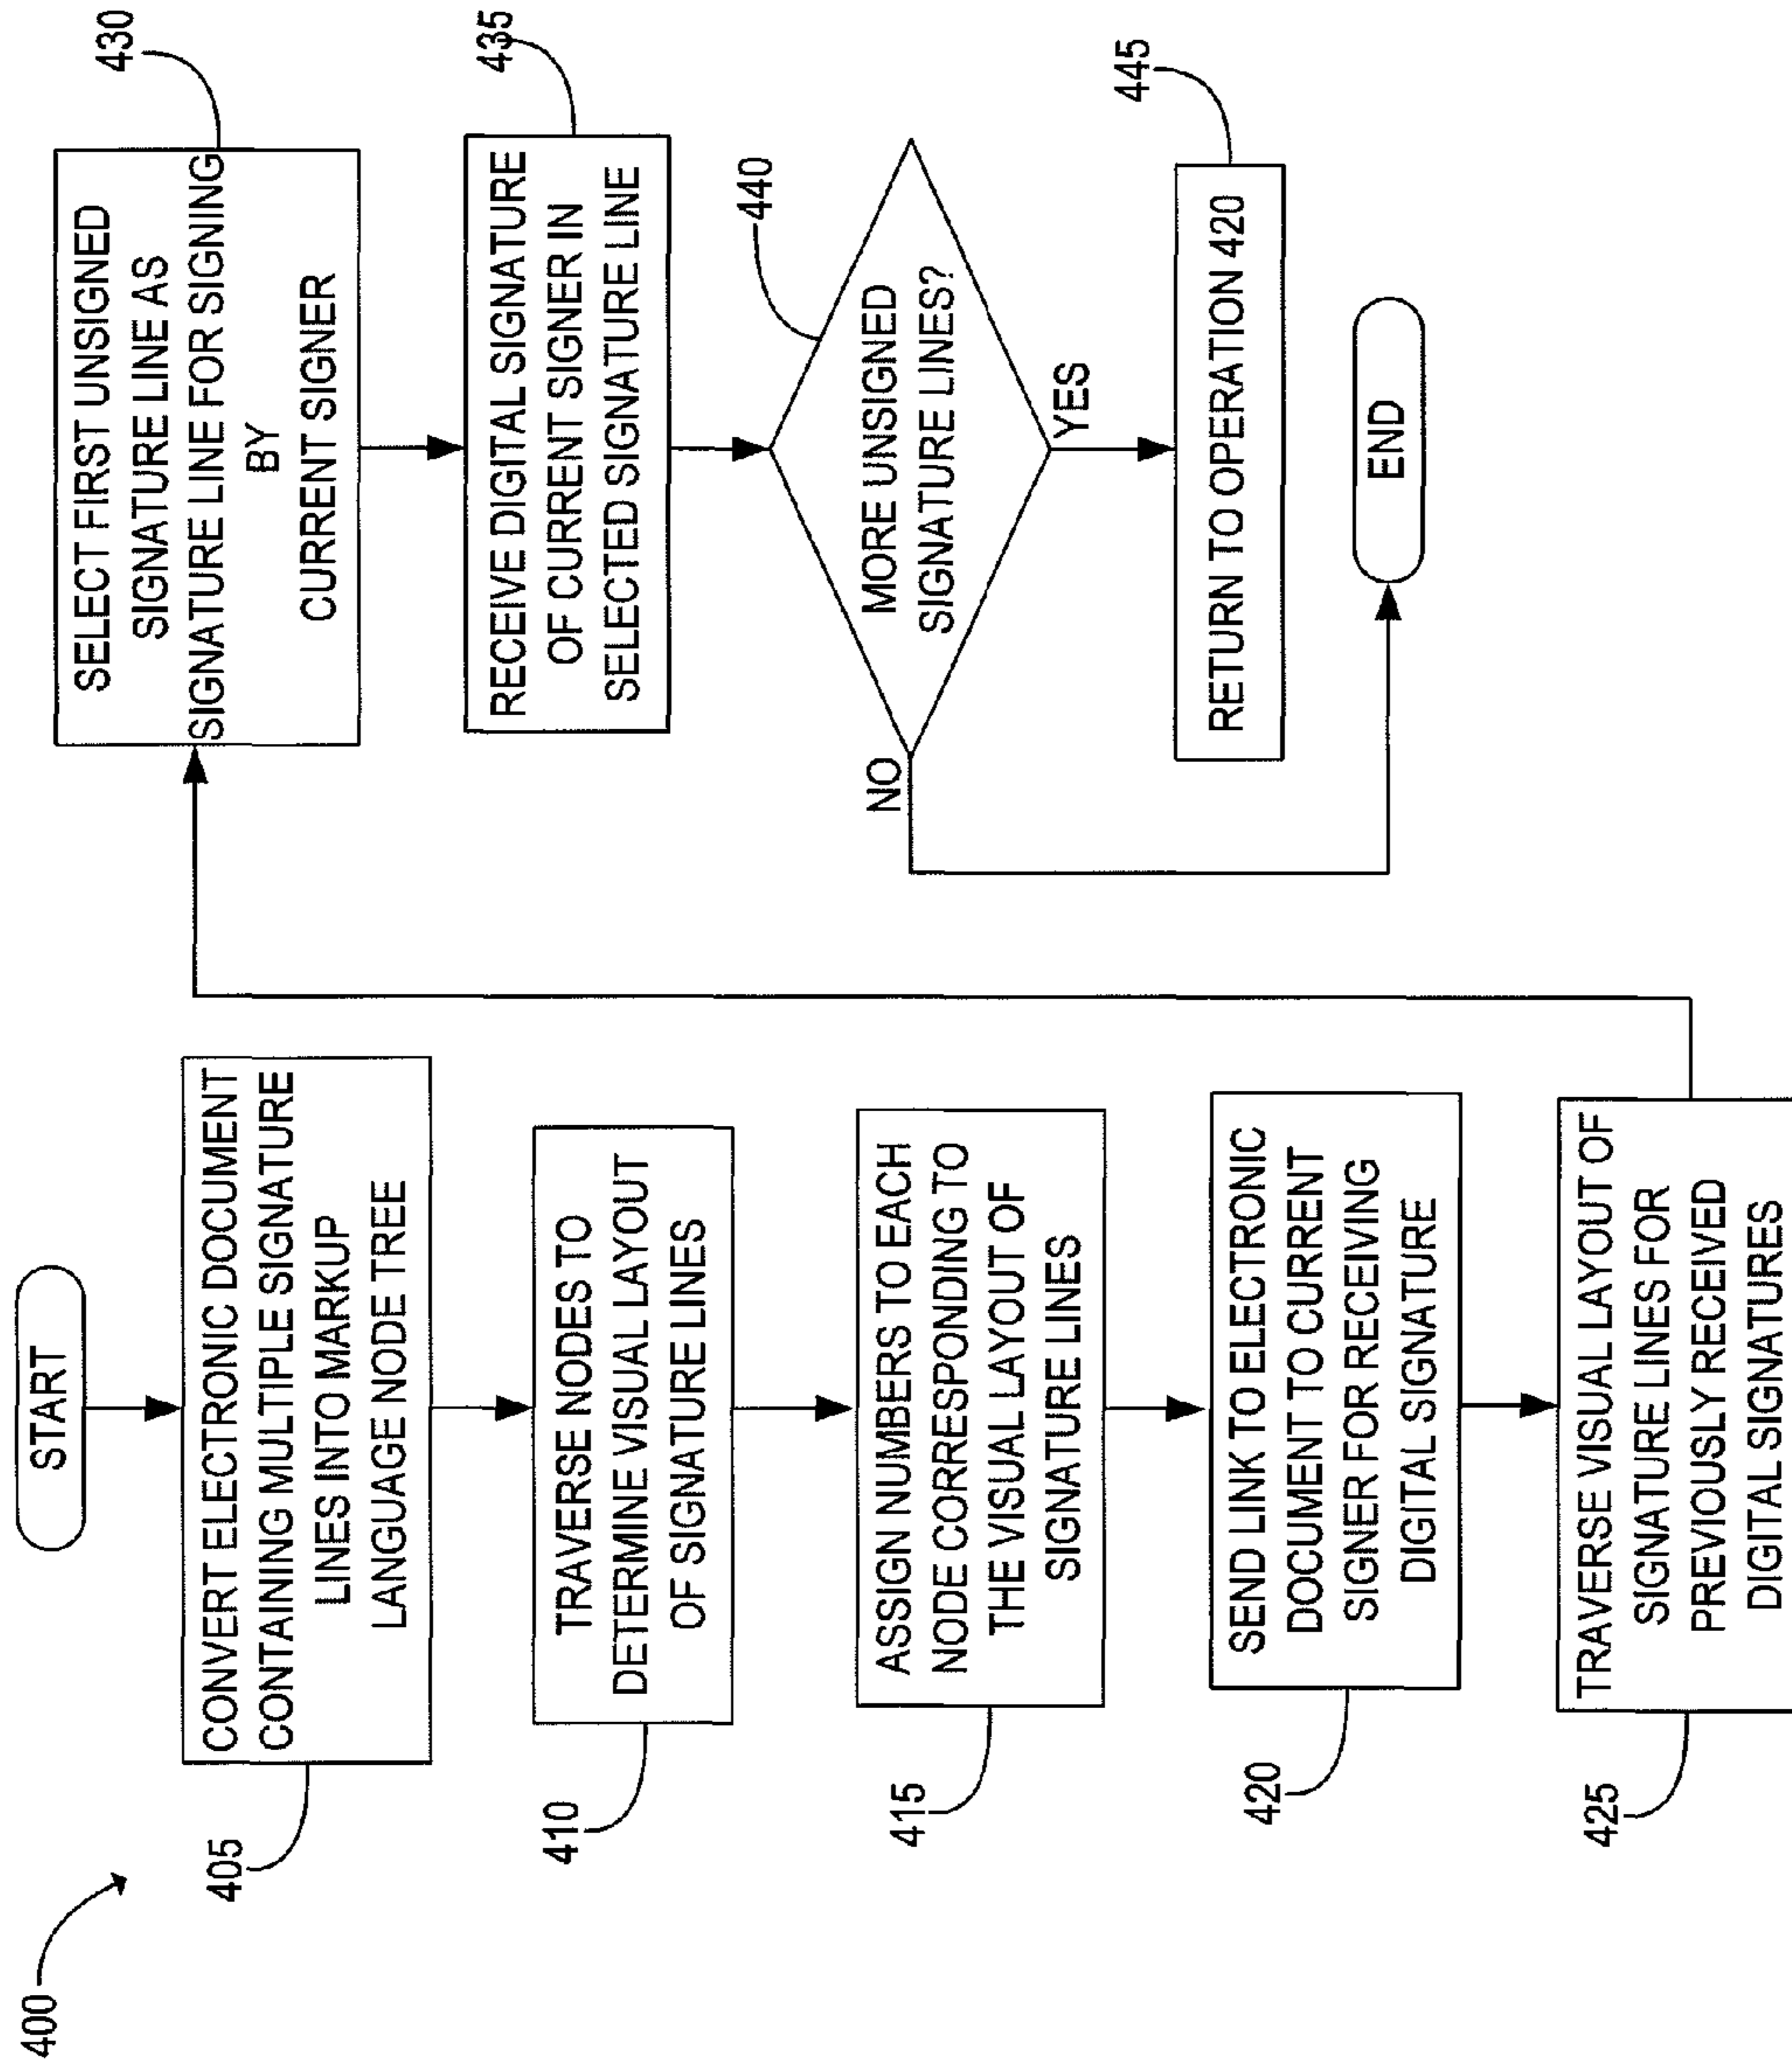 400
START
CONVERT ELECTRONIC DOCUMENT
CONTAINING MULTIPLE SIGNATURE
LINES INTO MARKUP
LANGUAGE NODE TREE
405
TRAVERSE NODES TO
DETERMINE VISUAL LAYOUT
OF SIGNATURE LINES
410
ASSIGN NUMBERS TO EACH
NODE CORRESPONDING TO
THE VISUAL LAYOUT OF
SIGNATURE LINES
415
SEND LINK TO ELECTRONIC
DOCUMENT TO CURRENT
SIGNER FOR RECEIVING
DIGITAL SIGNATURE
420
TRAVERSE VISUAL LAYOUT OF
SIGNATURE LINES FOR
PREVIOUSLY RECEIVED
DIGITAL SIGNATURES
425
SELECT FIRST UNSIGNED
SIGNATURE LINE AS
SIGNATURE LINE FOR SIGNING
BY
CURRENT SIGNER
430
RECEIVE DIGITAL SIGNATURE
OF CURRENT SIGNER IN
SELECTED SIGNATURE LINE
435
MORE UNSIGNED
SIGNATURE LINES?
440
NO
YES
RETURN TO OPERATION 420
445
END